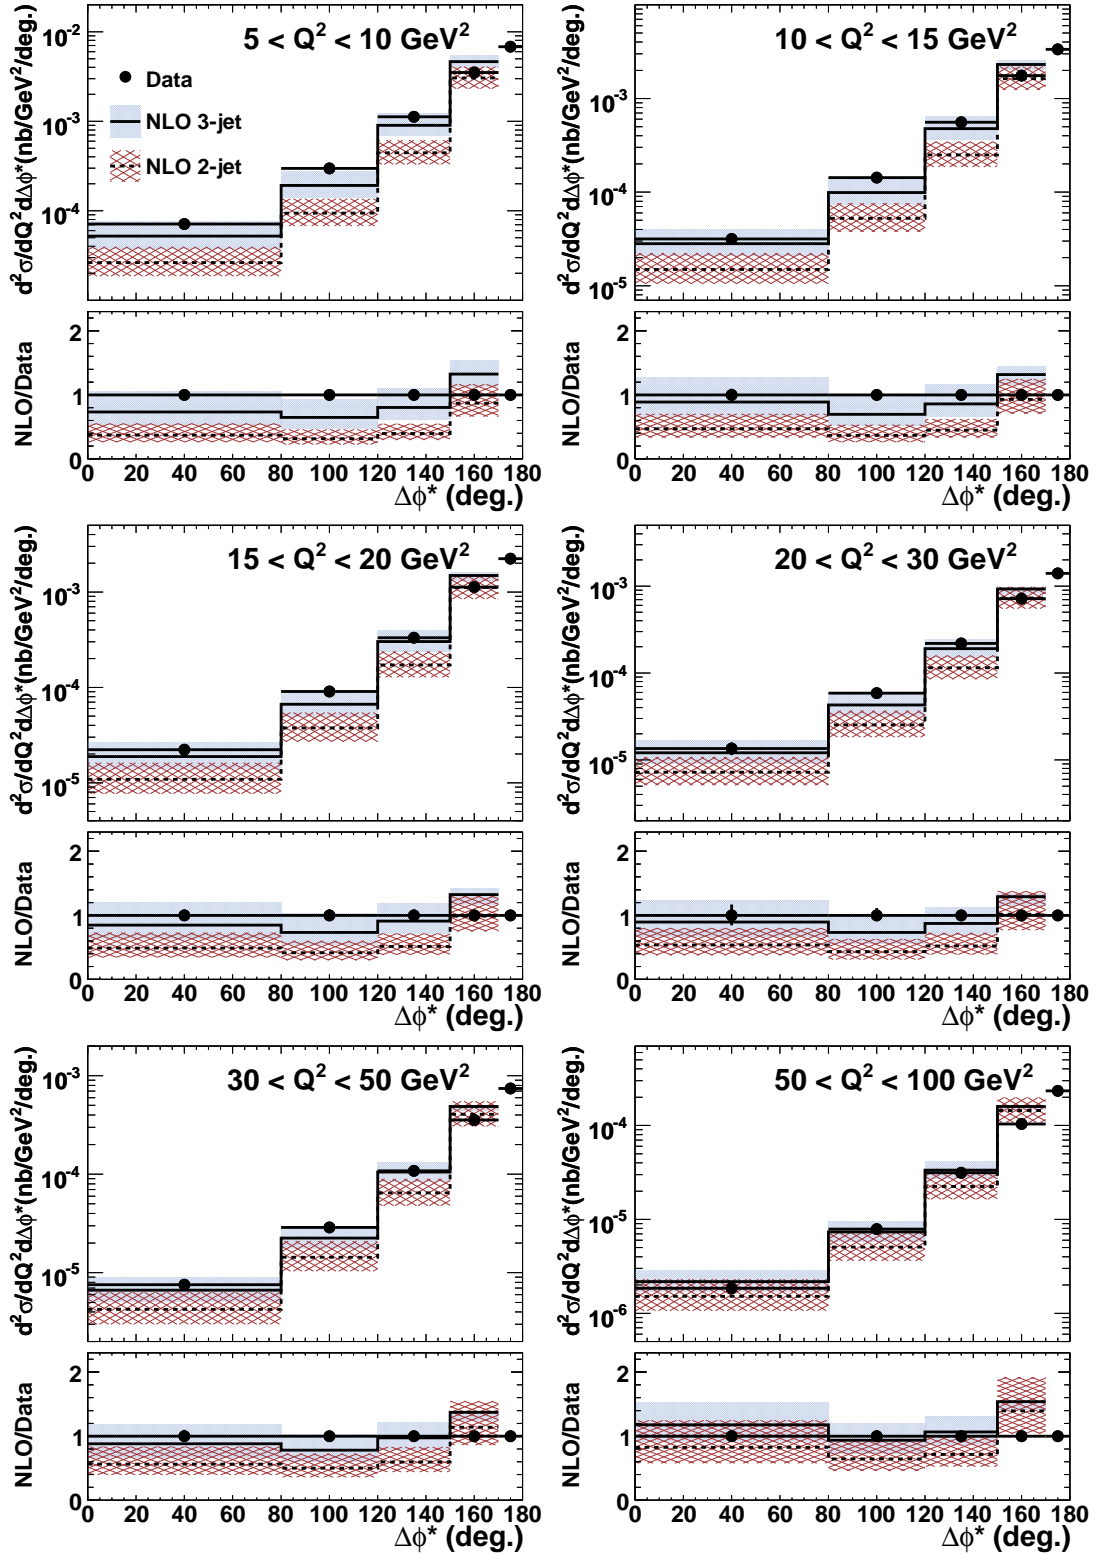 5 < Q² < 10 GeV²
Data
NLO 3-jet
NLO 2-jet
10⁻²
10⁻³
10⁻⁴
d²σ/dQ²dΔϕ*(nb/GeV²/deg.)
NLO/Data
2
1
0
0 20 40 60 80 100 120 140 160 180
Δϕ* (deg.)
10 < Q² < 15 GeV²
10⁻³
10⁻⁴
10⁻⁵
d²σ/dQ²dΔϕ*(nb/GeV²/deg.)
NLO/Data
2
1
0
0 20 40 60 80 100 120 140 160 180
Δϕ* (deg.)
15 < Q² < 20 GeV²
10⁻³
10⁻⁴
10⁻⁵
d²σ/dQ²dΔϕ*(nb/GeV²/deg.)
NLO/Data
2
1
0
0 20 40 60 80 100 120 140 160 180
Δϕ* (deg.)
20 < Q² < 30 GeV²
10⁻³
10⁻⁴
10⁻⁵
d²σ/dQ²dΔϕ*(nb/GeV²/deg.)
NLO/Data
2
1
0
0 20 40 60 80 100 120 140 160 180
Δϕ* (deg.)
30 < Q² < 50 GeV²
10⁻³
10⁻⁴
10⁻⁵
d²σ/dQ²dΔϕ*(nb/GeV²/deg.)
NLO/Data
2
1
0
0 20 40 60 80 100 120 140 160 180
Δϕ* (deg.)
50 < Q² < 100 GeV²
10⁻⁴
10⁻⁵
10⁻⁶
d²σ/dQ²dΔϕ*(nb/GeV²/deg.)
NLO/Data
2
1
0
0 20 40 60 80 100 120 140 160 180
Δϕ* (deg.)